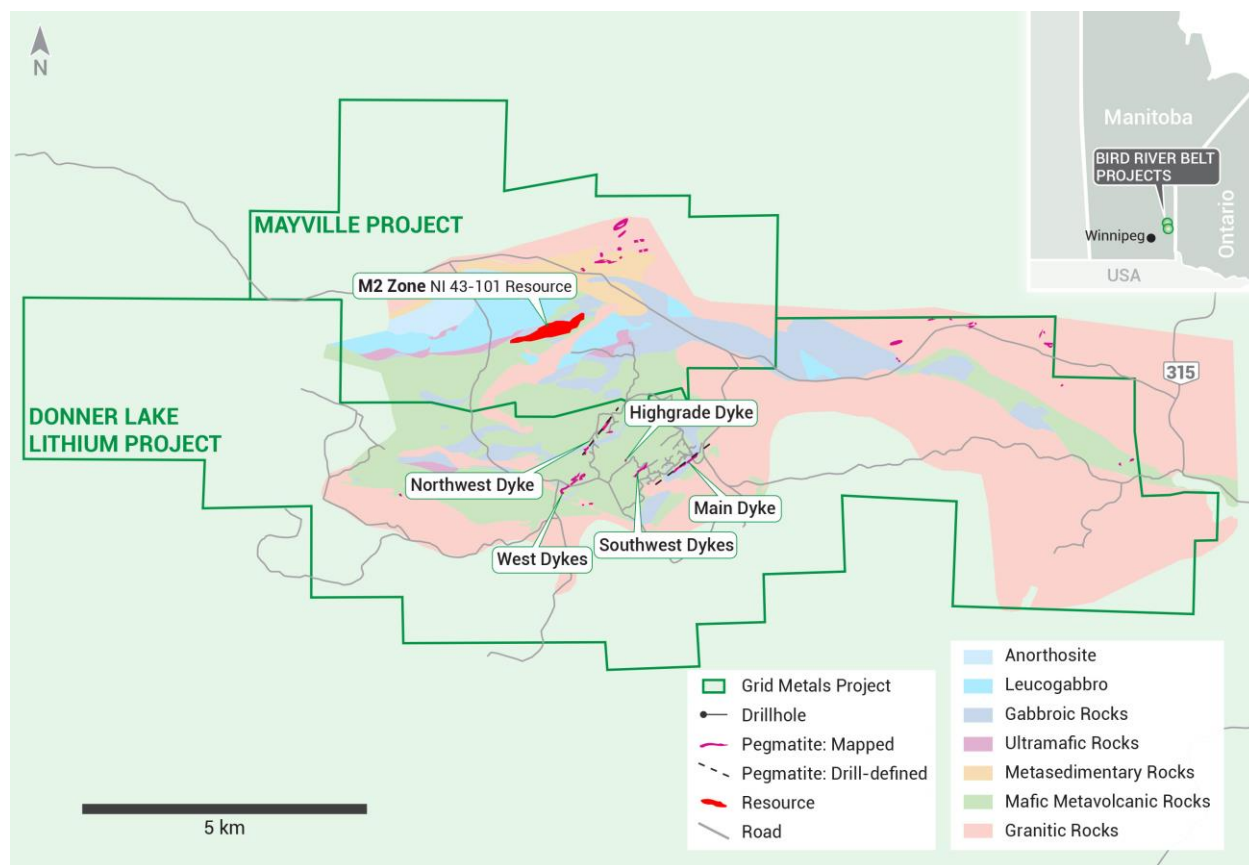 N
Manitoba
BIRD RIVER BELT
PROJECTS
Winnipeg
Ontario
USA
MAYVILLE PROJECT
M2 Zone NI 43-101 Resource
315
DONNER LAKE
LITHIUM PROJECT
Highgrade Dyke
Northwest Dyke
Main Dyke
Southwest Dykes
West Dykes
Grid Metals Project
Drillhole
Pegmatite: Mapped
Pegmatite: Drill-defined
Resource
Road
Anorthosite
Leucogabbro
Gabbroic Rocks
Ultramafic Rocks
Metasedimentary Rocks
Mafic Metavolcanic Rocks
Granitic Rocks
5 km